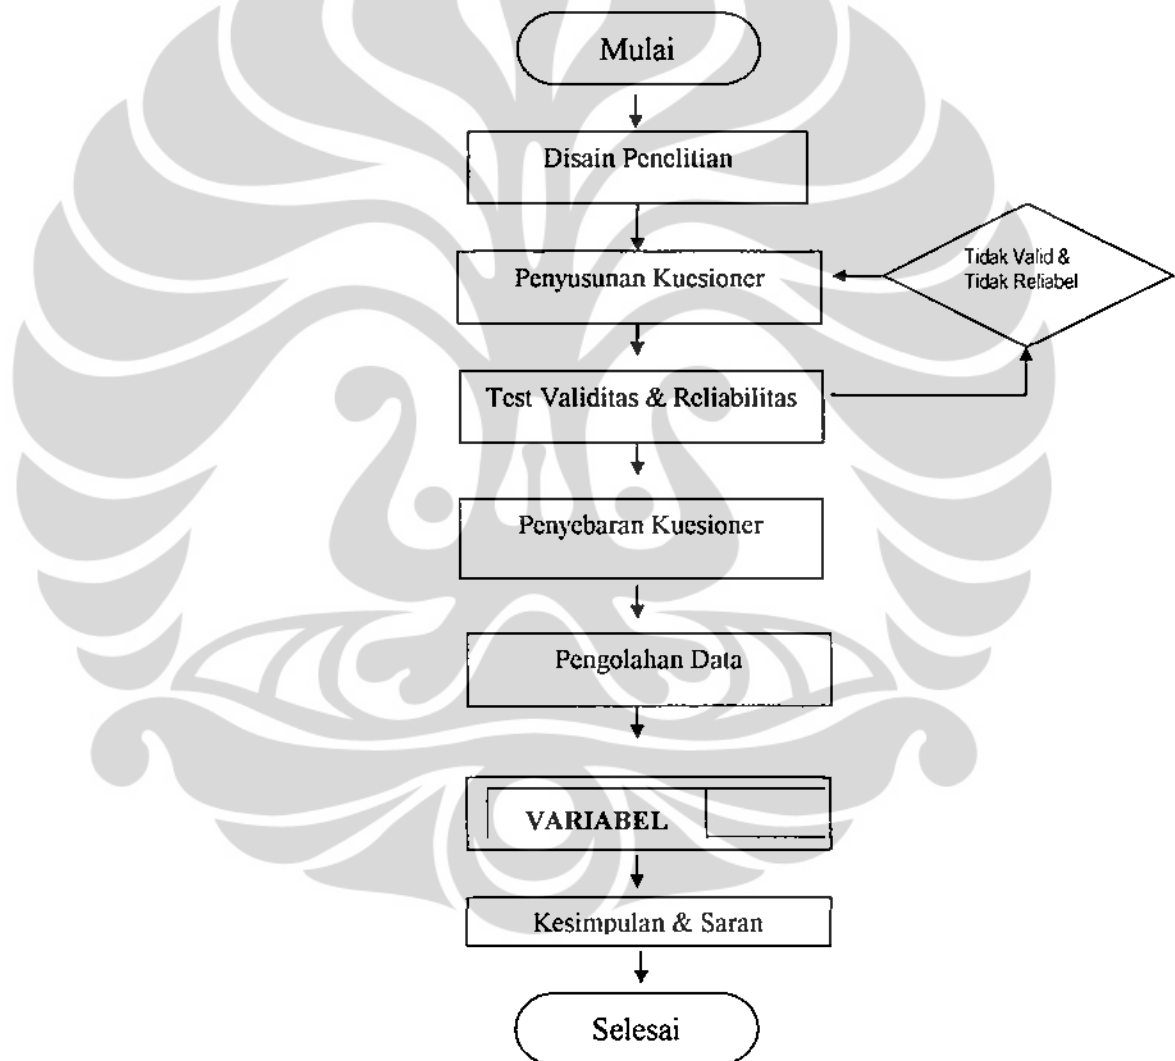 Mulai
Disain Penelitian
Penyusunan Kuesioner
Tidak Valid &
Tidak Reliabel
Test Validitas & Reliabilitas
Penyebaran Kuesioner
Pengolahan Data
VARIABEL
Kesimpulan & Saran
Selesai